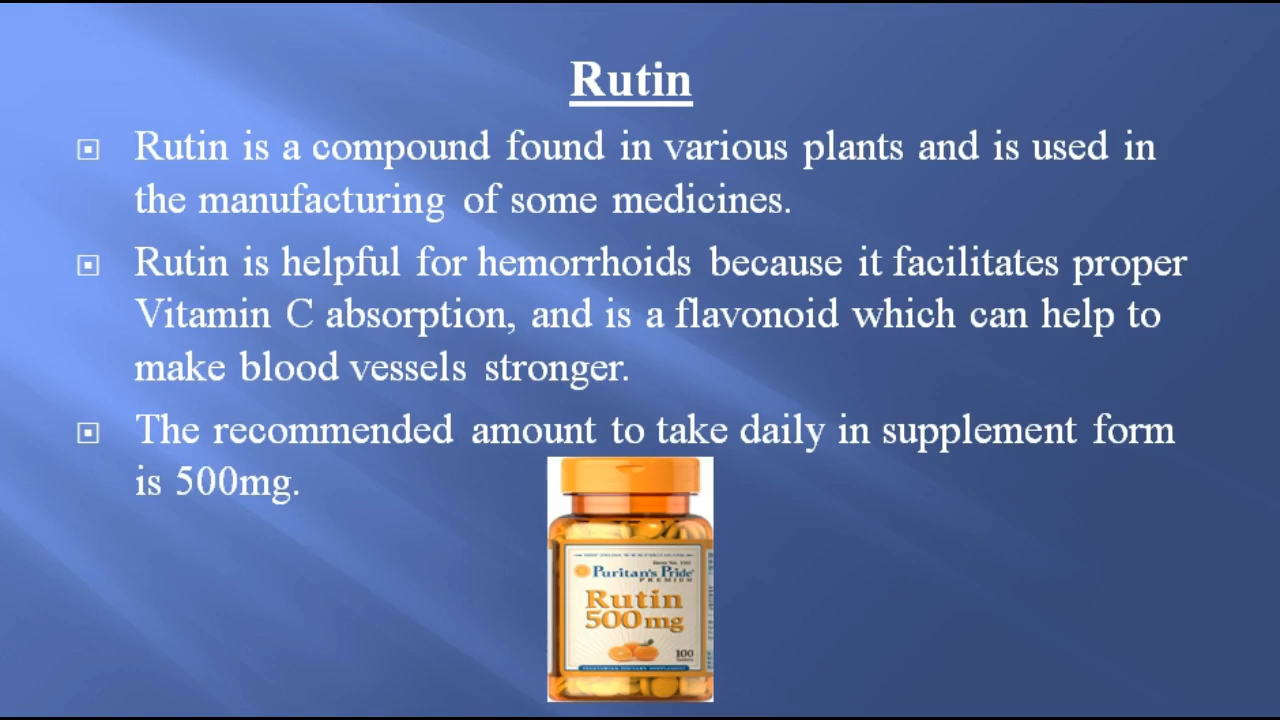 Rutin
Rutin is a compound found in various plants and is used in
the manufacturing of some medicines.
Rutin is helpful for hemorrhoids because it facilitates proper
Vitamin C absorption, and is a flavonoid which can help to
make blood vessels stronger.
The recommended amount to take daily in supplement form
is 500mg.
Puritan's Pride
PREMIUM
Rutin
500 mg
100